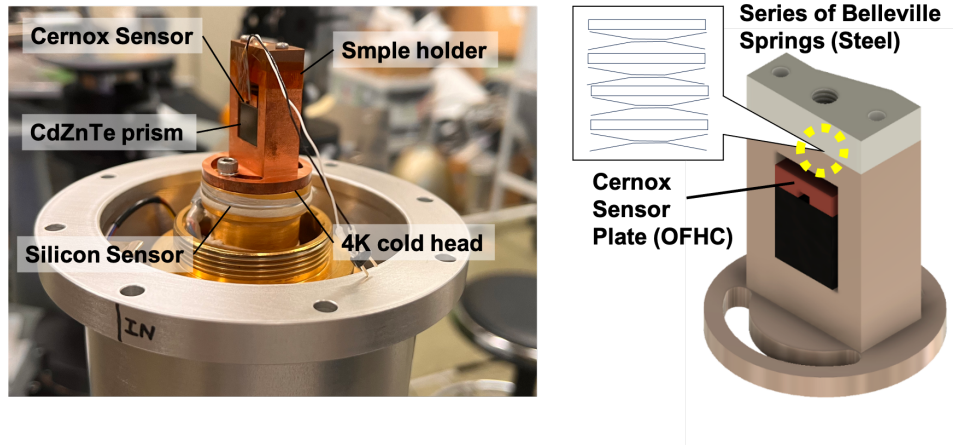 Cernox Sensor
Smple holder
CdZnTe prism
Silicon Sensor
4K cold head
IN
Series of Belleville
Springs (Steel)
Cernox
Sensor
Plate (OFHC)